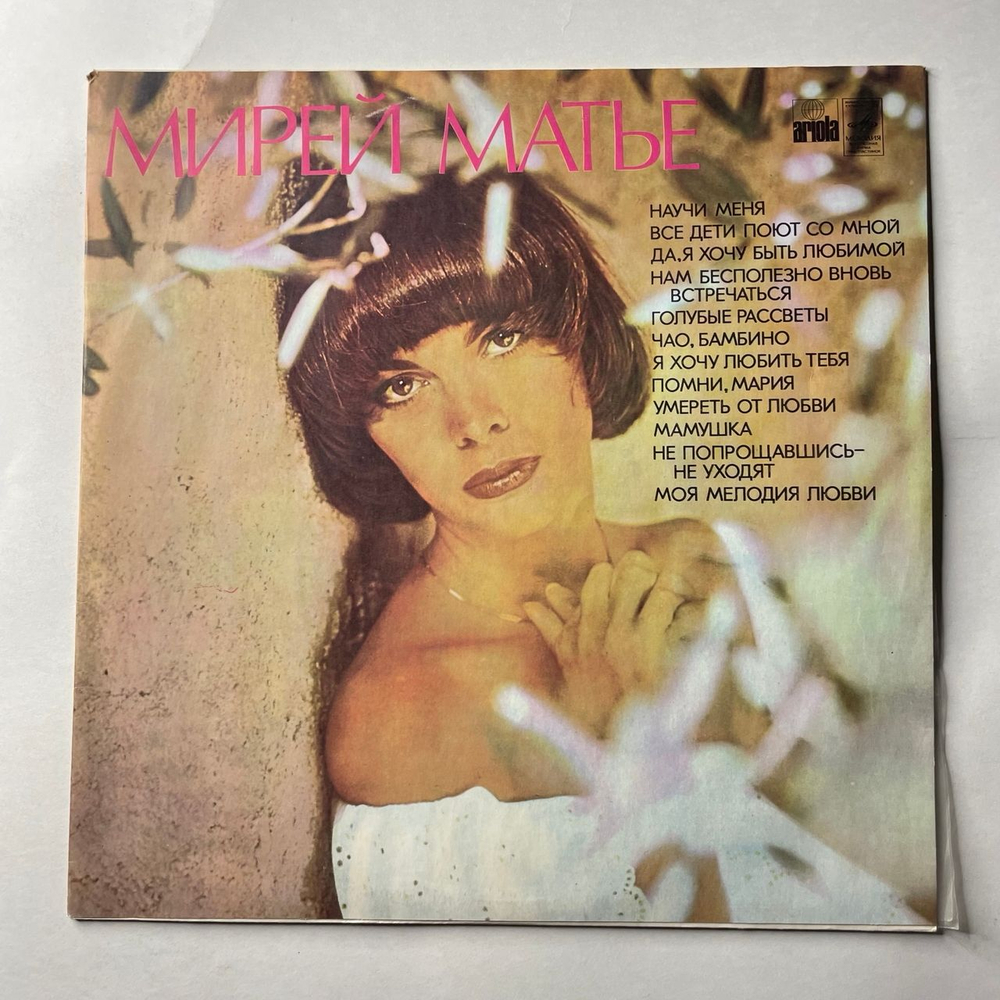 МИРЕЙ МАТЬЕ
ariola
МЕЛОДИЯ
НАУЧИ МЕНЯ
ВСЕ ДЕТИ ПОЮТ СО МНОЙ
ДА.Я ХОЧУ БЫТЬ ЛЮБИМОЙ
НАМ БЕСПОЛЕЗНО ВНОВЬ
ВСТРЕЧАТЬСЯ
ГОЛУБЫЕ РАССВЕТЫ
ЧАО, БАМБИНО
Я ХОЧУ ЛЮБИТЬ ТЕБЯ
ПОМНИ, МАРИЯ
УМЕРЕТЬ ОТ ЛЮБВИ
МАМУШКА
НЕ ПОПРОЩАВШИСЬ–
НЕ УХОДЯТ
МОЯ МЕЛОДИЯ ЛЮБВИ